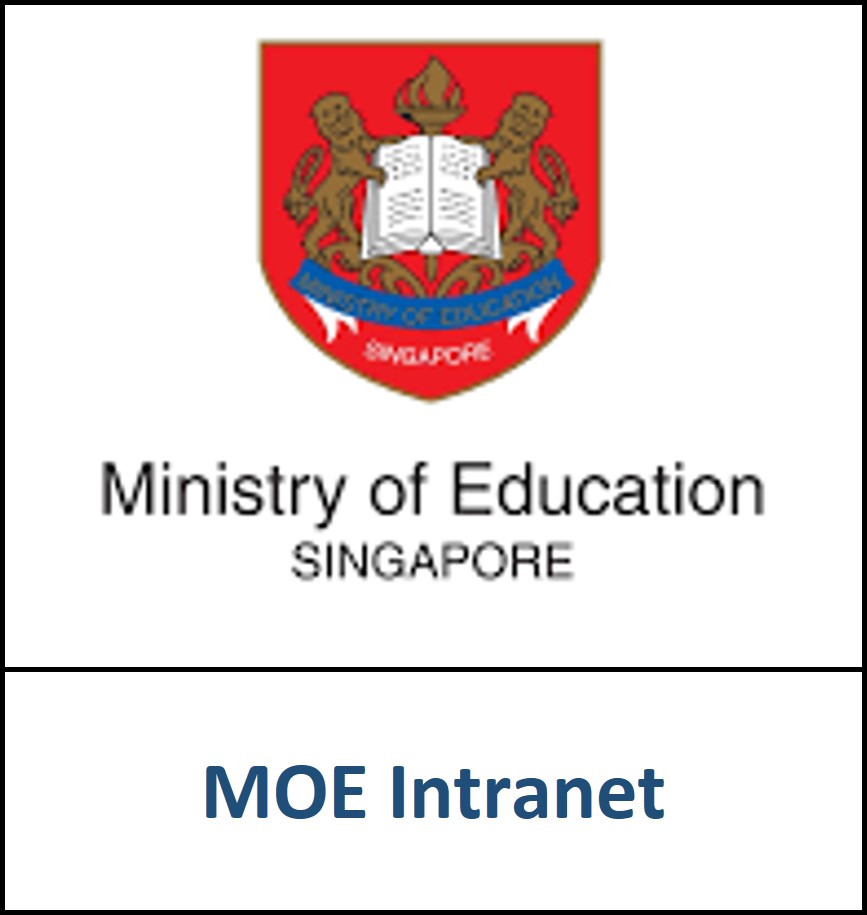 MINISTRY OF EDUCATION
SINGAPORE
Ministry of Education
SINGAPORE
MOE Intranet